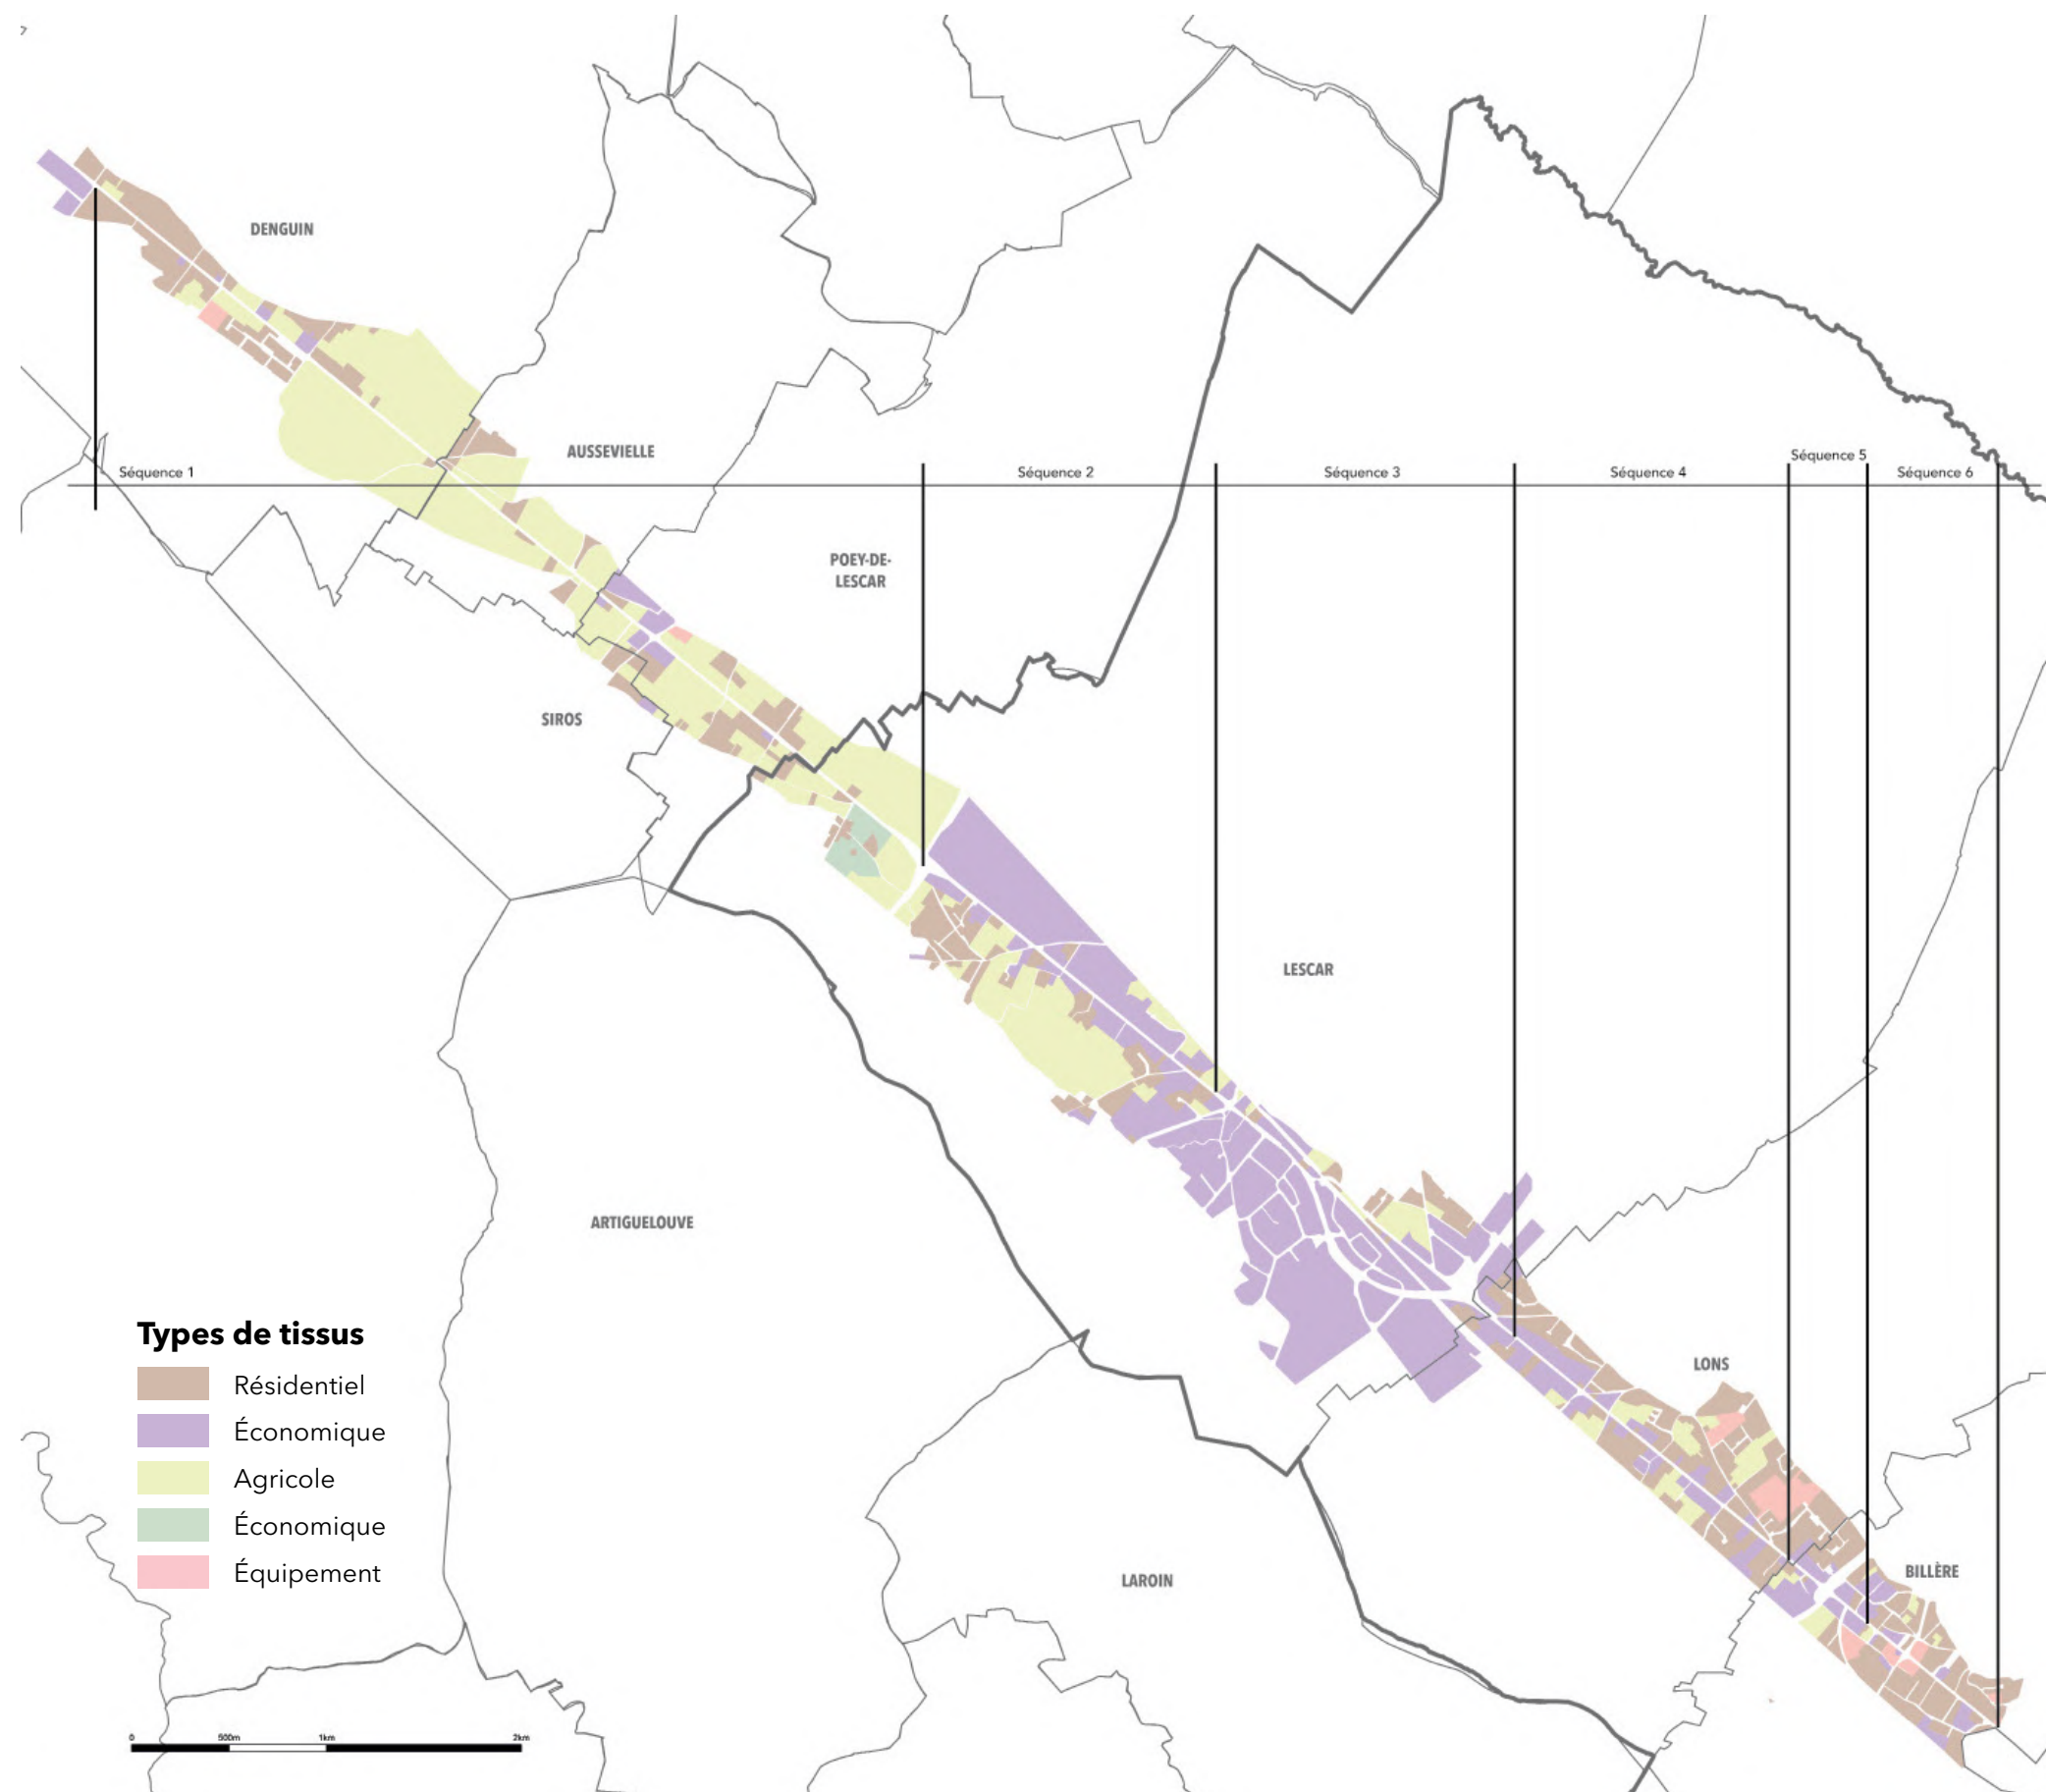 DENGUIN
AUSSEVIELLE
Séquence 5
Séquence 1
Séquence 2
Séquence 3
Séquence 4
Séquence 6
POEY-DE-
LESCAR
SIROS
LESCAR
ARTIGUELOUVE
Types de tissus
Résidentiel
Économique
Agricole
Économique
Équipement
LONS
LAROIN
BILLÈRE
0 500m 1km 2km